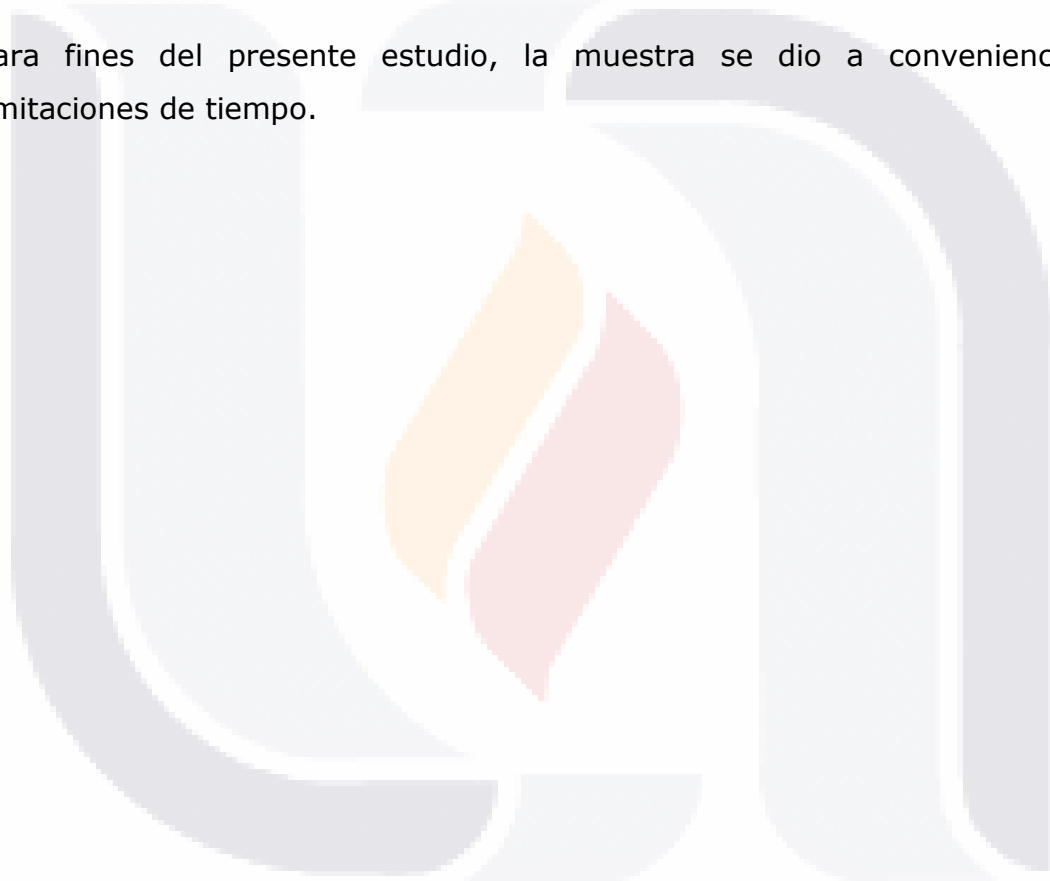 ara fines del presente estudio, la muestra se dio a convenienc
mitaciones de tiempo.